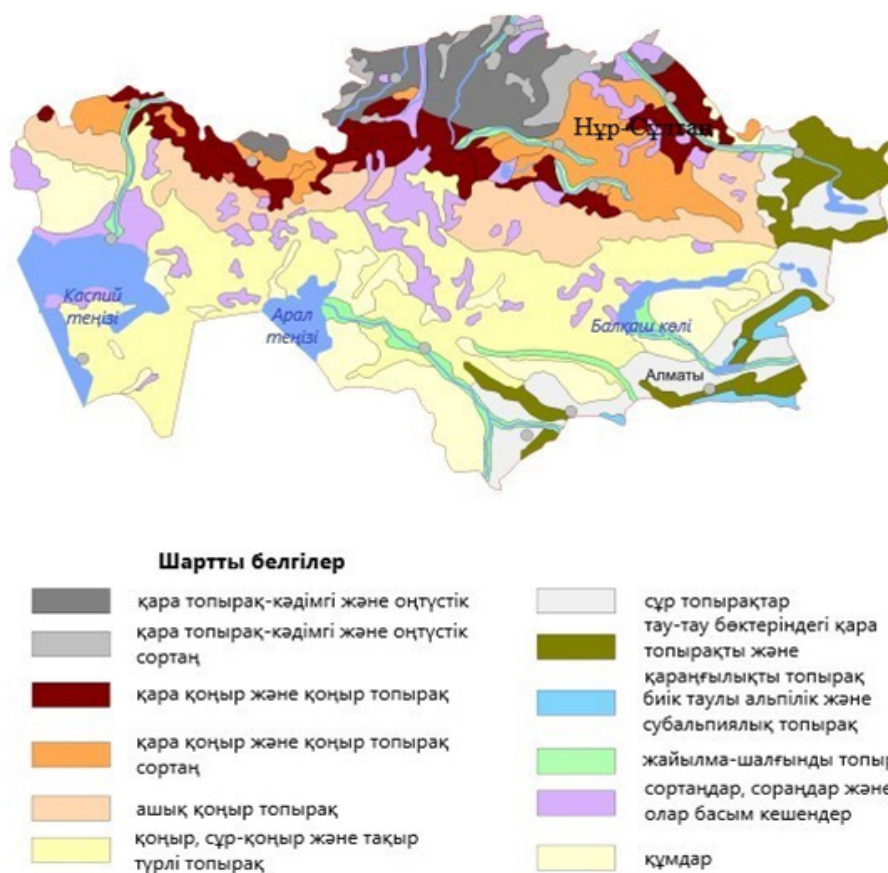 Нұр-Сұлтан
Каспий
теңізі
Арал
теңізі
Балқаш көлі
Алматы
Шартты белгілер
қара топырақ-кәдімгі және оңтүстік
қара топырақ-кәдімгі және оңтүстік
сортаң
қара қоңыр және қоңыр топырақ
қара қоңыр және қоңыр топырақ
сортаң
ашық қоңыр топырақ
қоңыр, сұр-қоңыр және тақыр
түрлі топырақ
сұр топырақтар
тау-тау бөктеріндегі қара
топырақты және
қараңғылықты топырақ
биік таулы альпілік және
субальпиялық топырақ
жайылма-шалғынды топыр
сортаңдар, сораңдар және
олар басым кешендер
құмдар